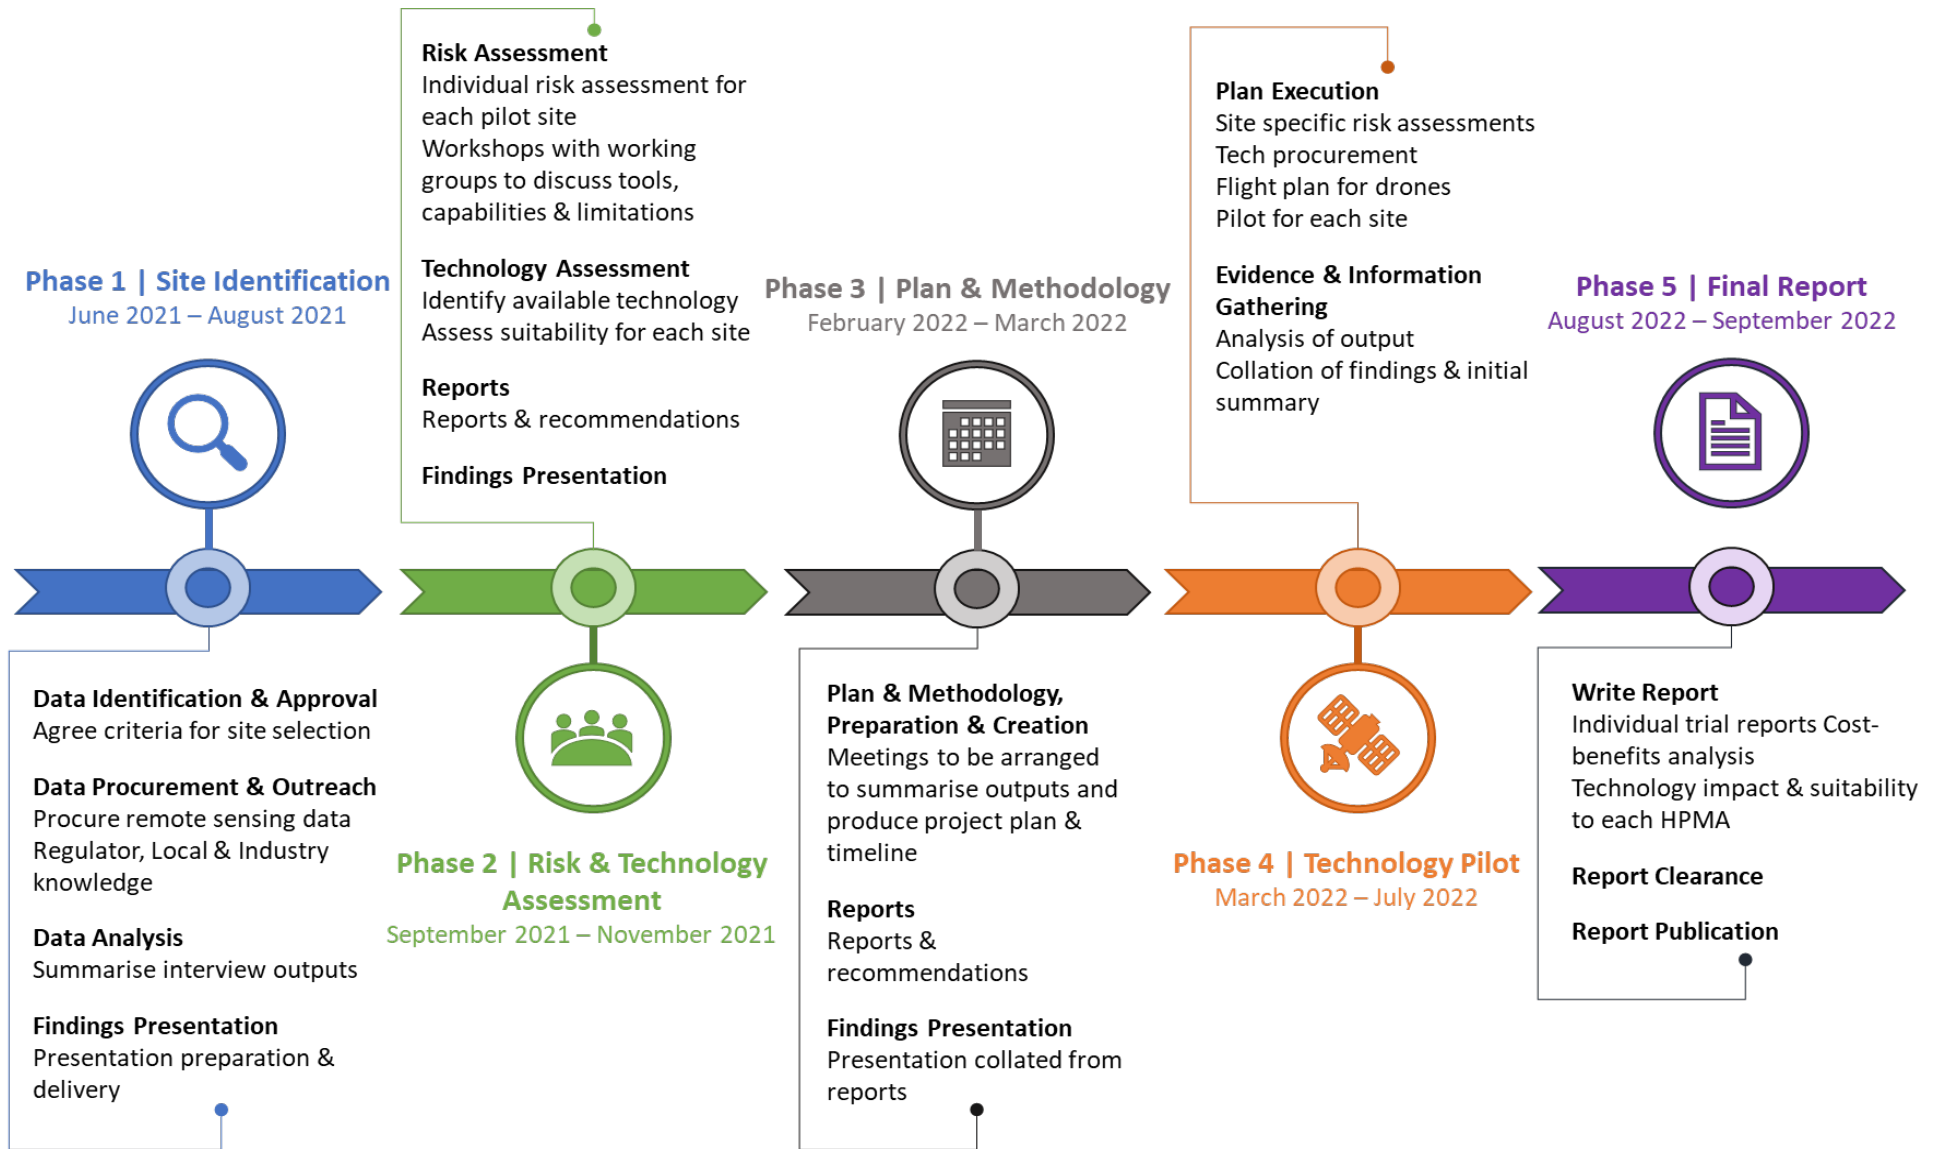 Phase 1 | Site Identification
June 2021 – August 2021
Data Identification & Approval
Agree criteria for site selection
Data Procurement & Outreach
Procure remote sensing data
Regulator, Local & Industry
knowledge
Data Analysis
Summarise interview outputs
Findings Presentation
Presentation preparation &
delivery
Risk Assessment
Individual risk assessment for
each pilot site
Workshops with working
groups to discuss tools,
capabilities & limitations
Technology Assessment
Identify available technology
Assess suitability for each site
Reports
Reports & recommendations
Findings Presentation
Phase 2 | Risk & Technology
Assessment
September 2021 – November 2021
Phase 3 | Plan & Methodology
February 2022 – March 2022
Plan & Methodology,
Preparation & Creation
Meetings to be arranged
to summarise outputs and
produce project plan &
timeline
Reports
Reports &
recommendations
Findings Presentation
Presentation collated from
reports
Plan Execution
Site specific risk assessments
Tech procurement
Flight plan for drones
Pilot for each site
Evidence & Information
Gathering
Analysis of output
Collation of findings & initial
summary
Phase 4 | Technology Pilot
March 2022 – July 2022
Phase 5 | Final Report
August 2022 – September 2022
Write Report
Individual trial reports Cost-
benefits analysis
Technology impact & suitability
to each HPMA
Report Clearance
Report Publication